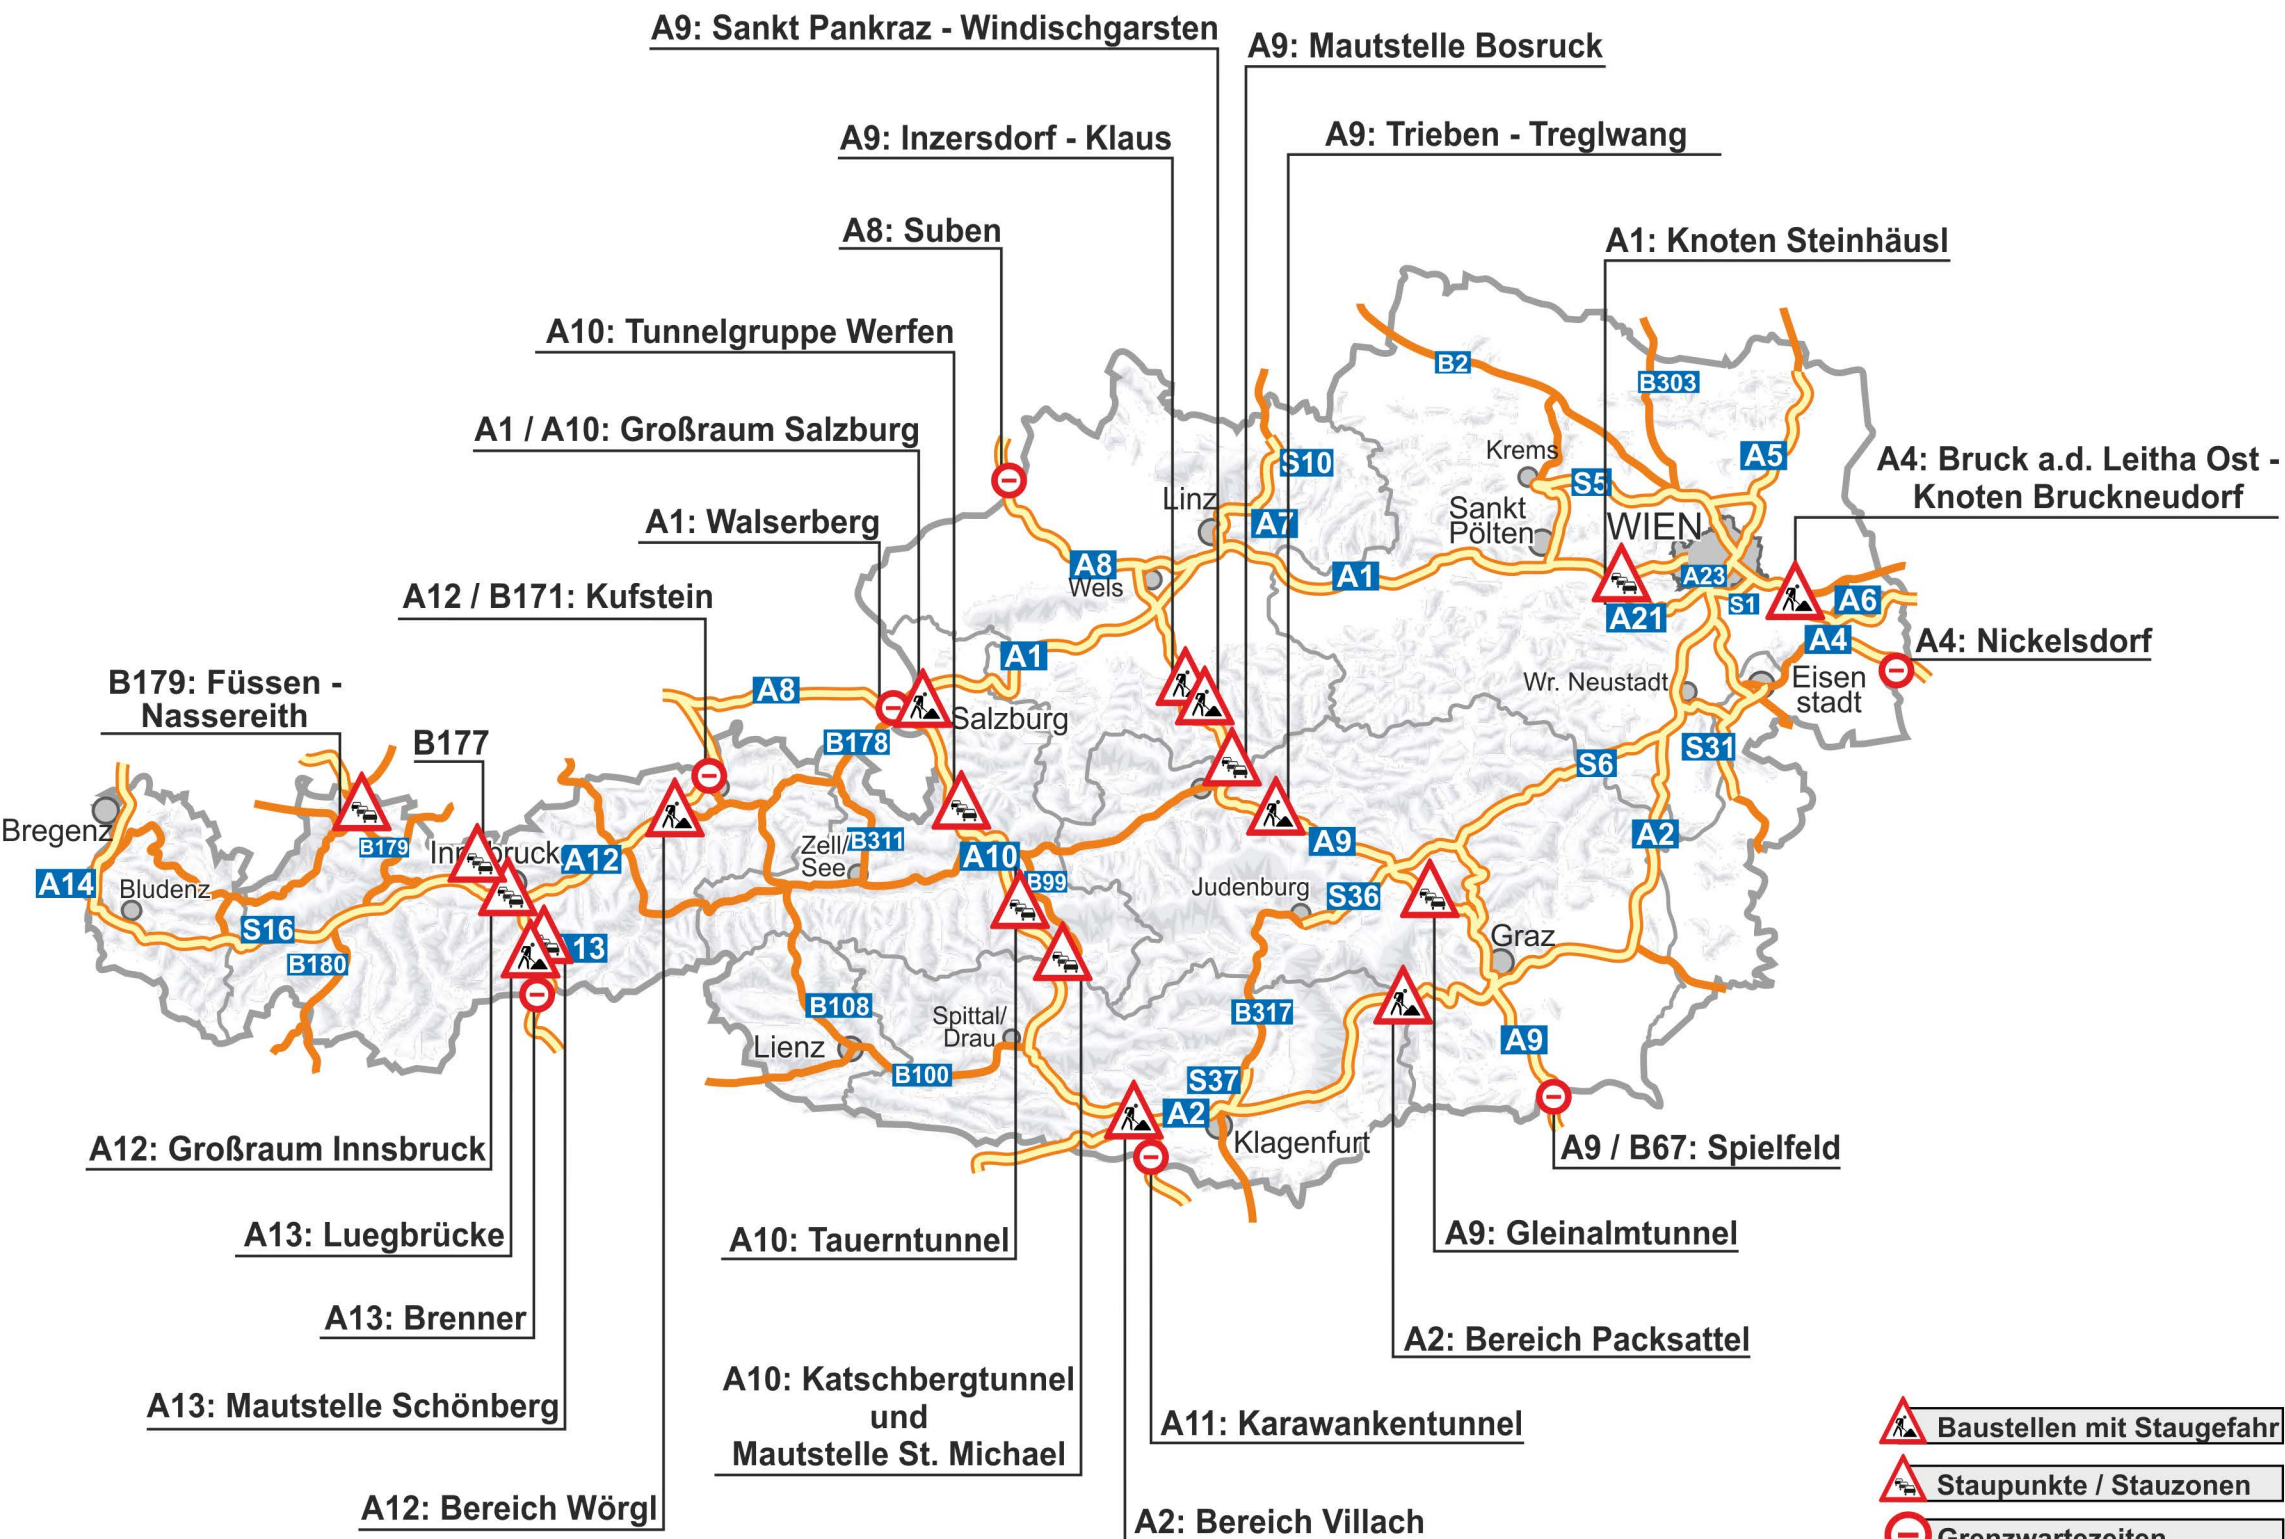 A9: Sankt Pankraz - Windischgarsten
A9: Mautstelle Bosruck
A9: Inzersdorf - Klaus
A9: Trieben - Treglwang
A8: Suben
A1: Knoten Steinhäusl
A10: Tunnelgruppe Werfen
B2
B303
A1 / A10: Großraum Salzburg
Krems
A5
A4: Bruck a.d. Leitha Ost -
Knoten Bruckneudorf
S10
S5
Linz
Sankt
Pölten
A1: Walserberg
A7
WIEN
A8
Wels
A1
A23
A12 / B171: Kufstein
S1
A6
A21
A4
A4: Nickelsdorf
A1
B179: Füssen -
Nassereith
A8
Wr. Neustadt
Eisen
stadt
Salzburg
B177
B178
S31
S6
Bregenz
B179
Innsbruck
A12
Zell/
See
B311
A10
A9
A2
A14
Bludenz
B99
Judenburg
S36
S16
B180
13
Graz
B108
Spittal/
Drau
B317
Lienz
A9
B100
S37
A2
Klagenfurt
A12: Großraum Innsbruck
A9 / B67: Spielfeld
A13: Luegbrücke
A10: Tauerntunnel
A9: Gleinalmtunnel
A13: Brenner
A2: Bereich Packsattel
A10: Katschbergtunnel
und
Mautstelle St. Michael
A13: Mautstelle Schönberg
A11: Karawankentunnel
Baustellen mit Staugefahr
Staupunkte / Stauzonen
A12: Bereich Wörgl
A2: Bereich Villach
Grenzwartezeiten